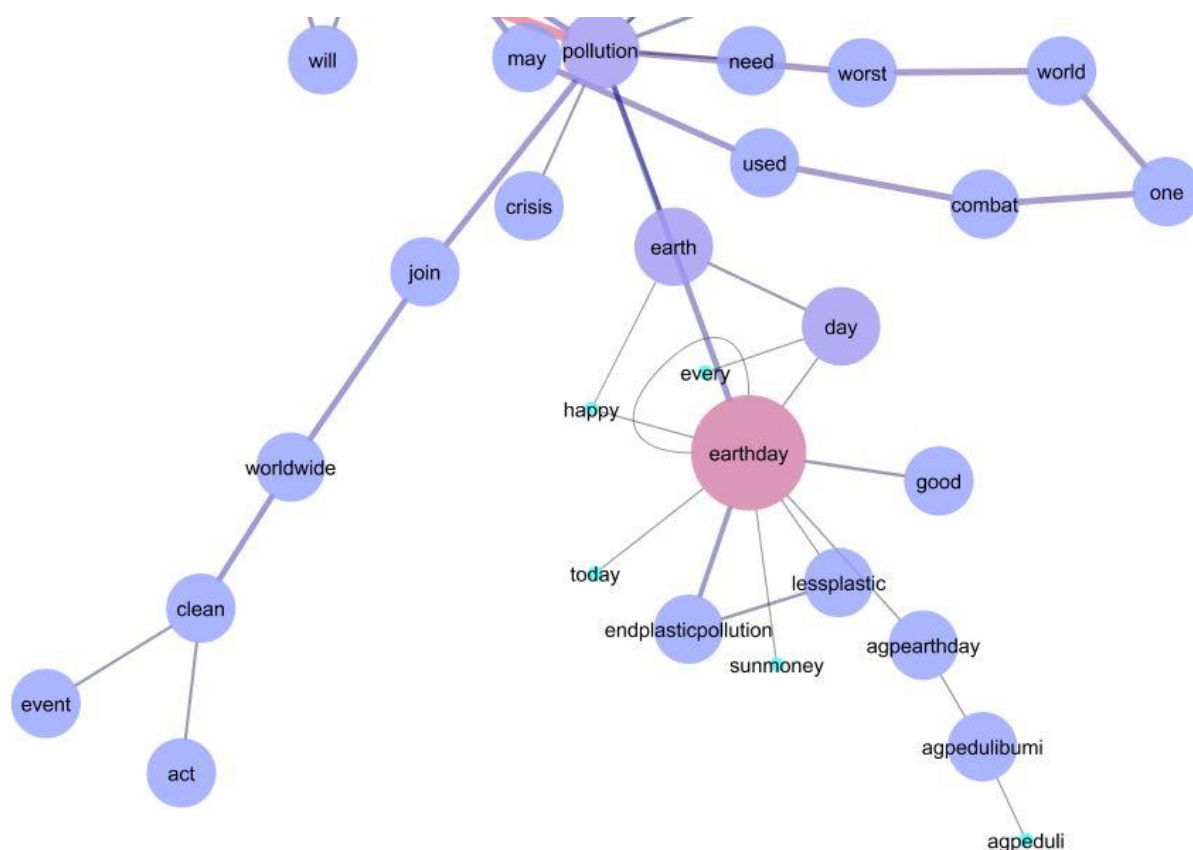 pollution
will
may
need
worst
world
used
one
combat
crisis
earth
join
day
every
happy
earthday
worldwide
good
today
lessplastic
clean
endplasticpollution
agpearthday
sunmoney
event
agpedulibumi
act
agpeduli